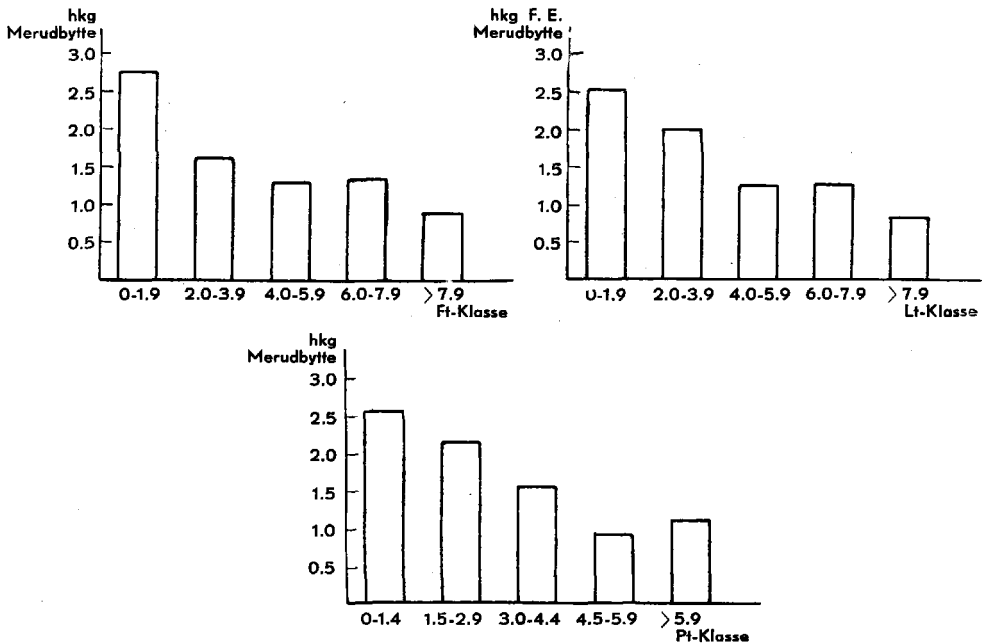 hkg
Merudbytte
3.0
2.5
2.0
1.5
1.0
0.5
0-1.9 2.0-3.9 4.0-5.9 6.0-7.9 >7.9
Ft-Klasse
hkg F. E.
Merudbytte
3.0
2.5
2.0
1.5
1.0
0.5
0-1.9 2.0-3.9 4.0-5.9 6.0-7.9 >7.9
Lt-Klasse
hkg
Merudbytte
3.0
2.5
2.0
1.5
1.0
0.5
0-1.4 1.5-2.9 3.0-4.4 4.5-5.9 >5.9
Pt-Klasse